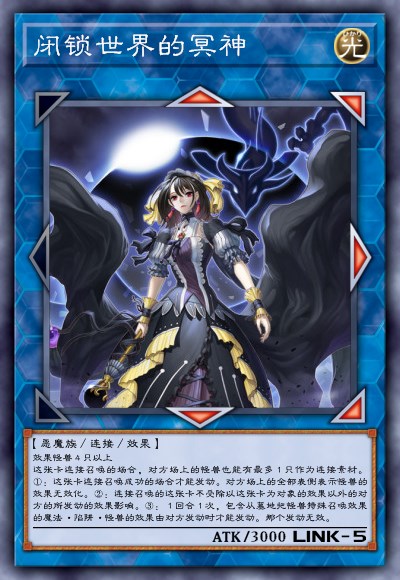 闭锁世界的冥神
ひかり
光
【恶魔族/连接/效果】
效果怪兽4只以上
这张卡连接召唤的场合，对方场上的怪兽也能有最多1只作为连接素材。
①：这张卡连接召唤成功的场合才能发动。对方场上的全部表侧表示怪兽的
效果无效化。②：连接召唤的这张卡不受除以这张卡为对象的效果以外的对
方的所发动的效果影响。③：1回合1次，包含从墓地把怪兽特殊召唤效果
的魔法·陷阱·怪兽的效果由对方发动时才能发动。那个发动无效。
ATK/3000 LINK-5